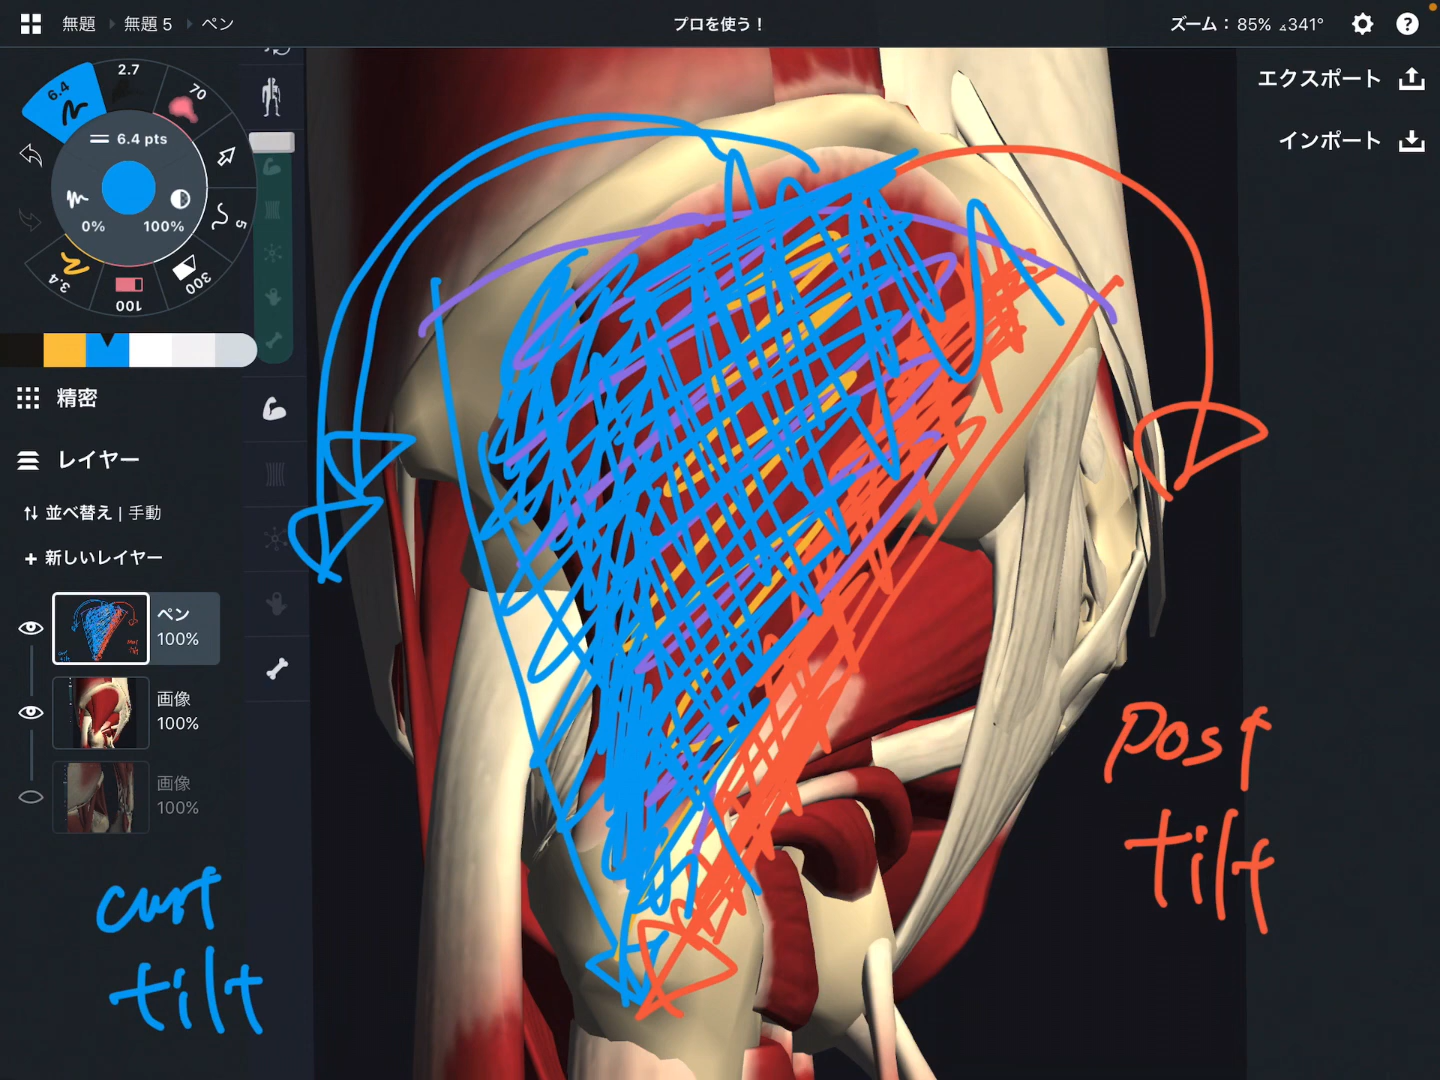 無題 無題 5 ペン
プロを使う！
ズーム： 85% ⊿341°
エクスポート
インポート
6.4
2.7
70
6.4 pts
0%
100%
5
3.4
100
300
精密
レイヤー
並べ替え | 手動
+ 新しいレイヤー
ペン
100%
画像
100%
画像
100%
post
tilt
tilt